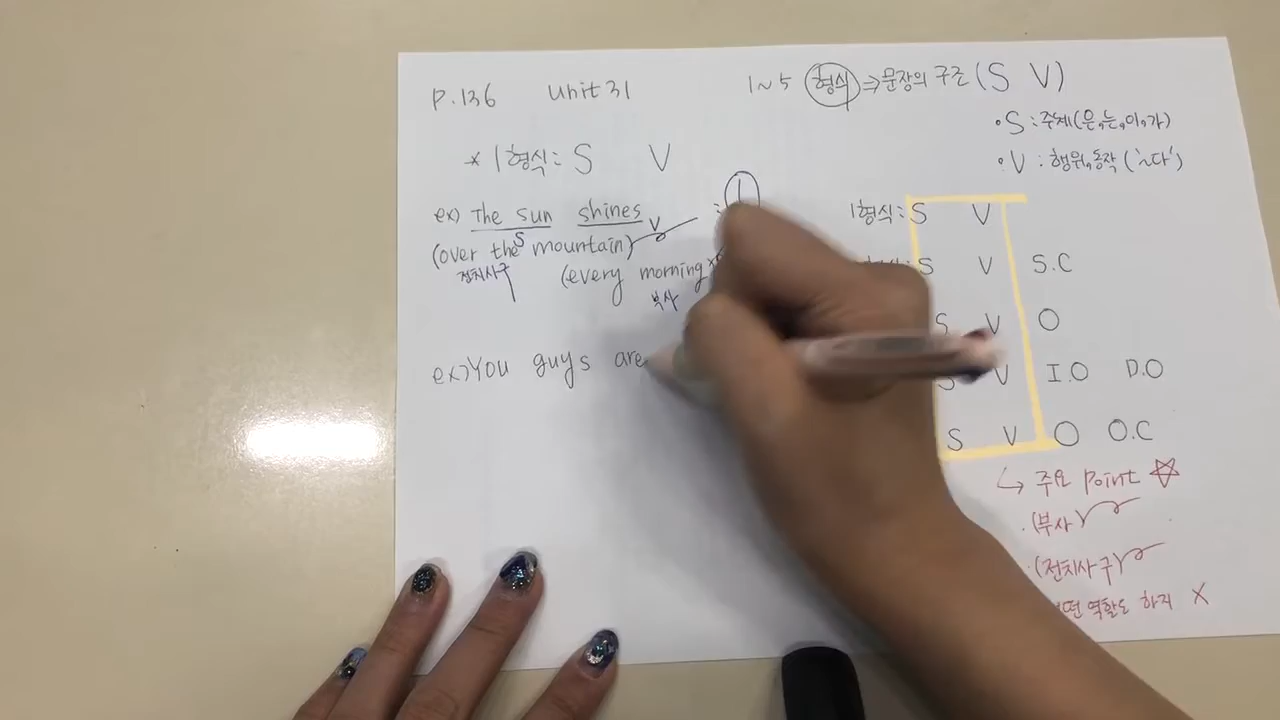 P.136 unit 31
1~5 형식 ⇒ 문장의 구조 (S V)
• S : 주체(은,는,이,가)
• V : 행위,동작 ('~다')
* 1형식: S V
ex) The sun shines
S V
(over the mountain)
전치사구
(every morning
부사
ex) You guys are
1형식: S V
S V S.C
S V O
S V I.O D.O
S V O O.C
↳ 주요 point ☆
• (부사)
• (전치사구)
역할도 하지 X